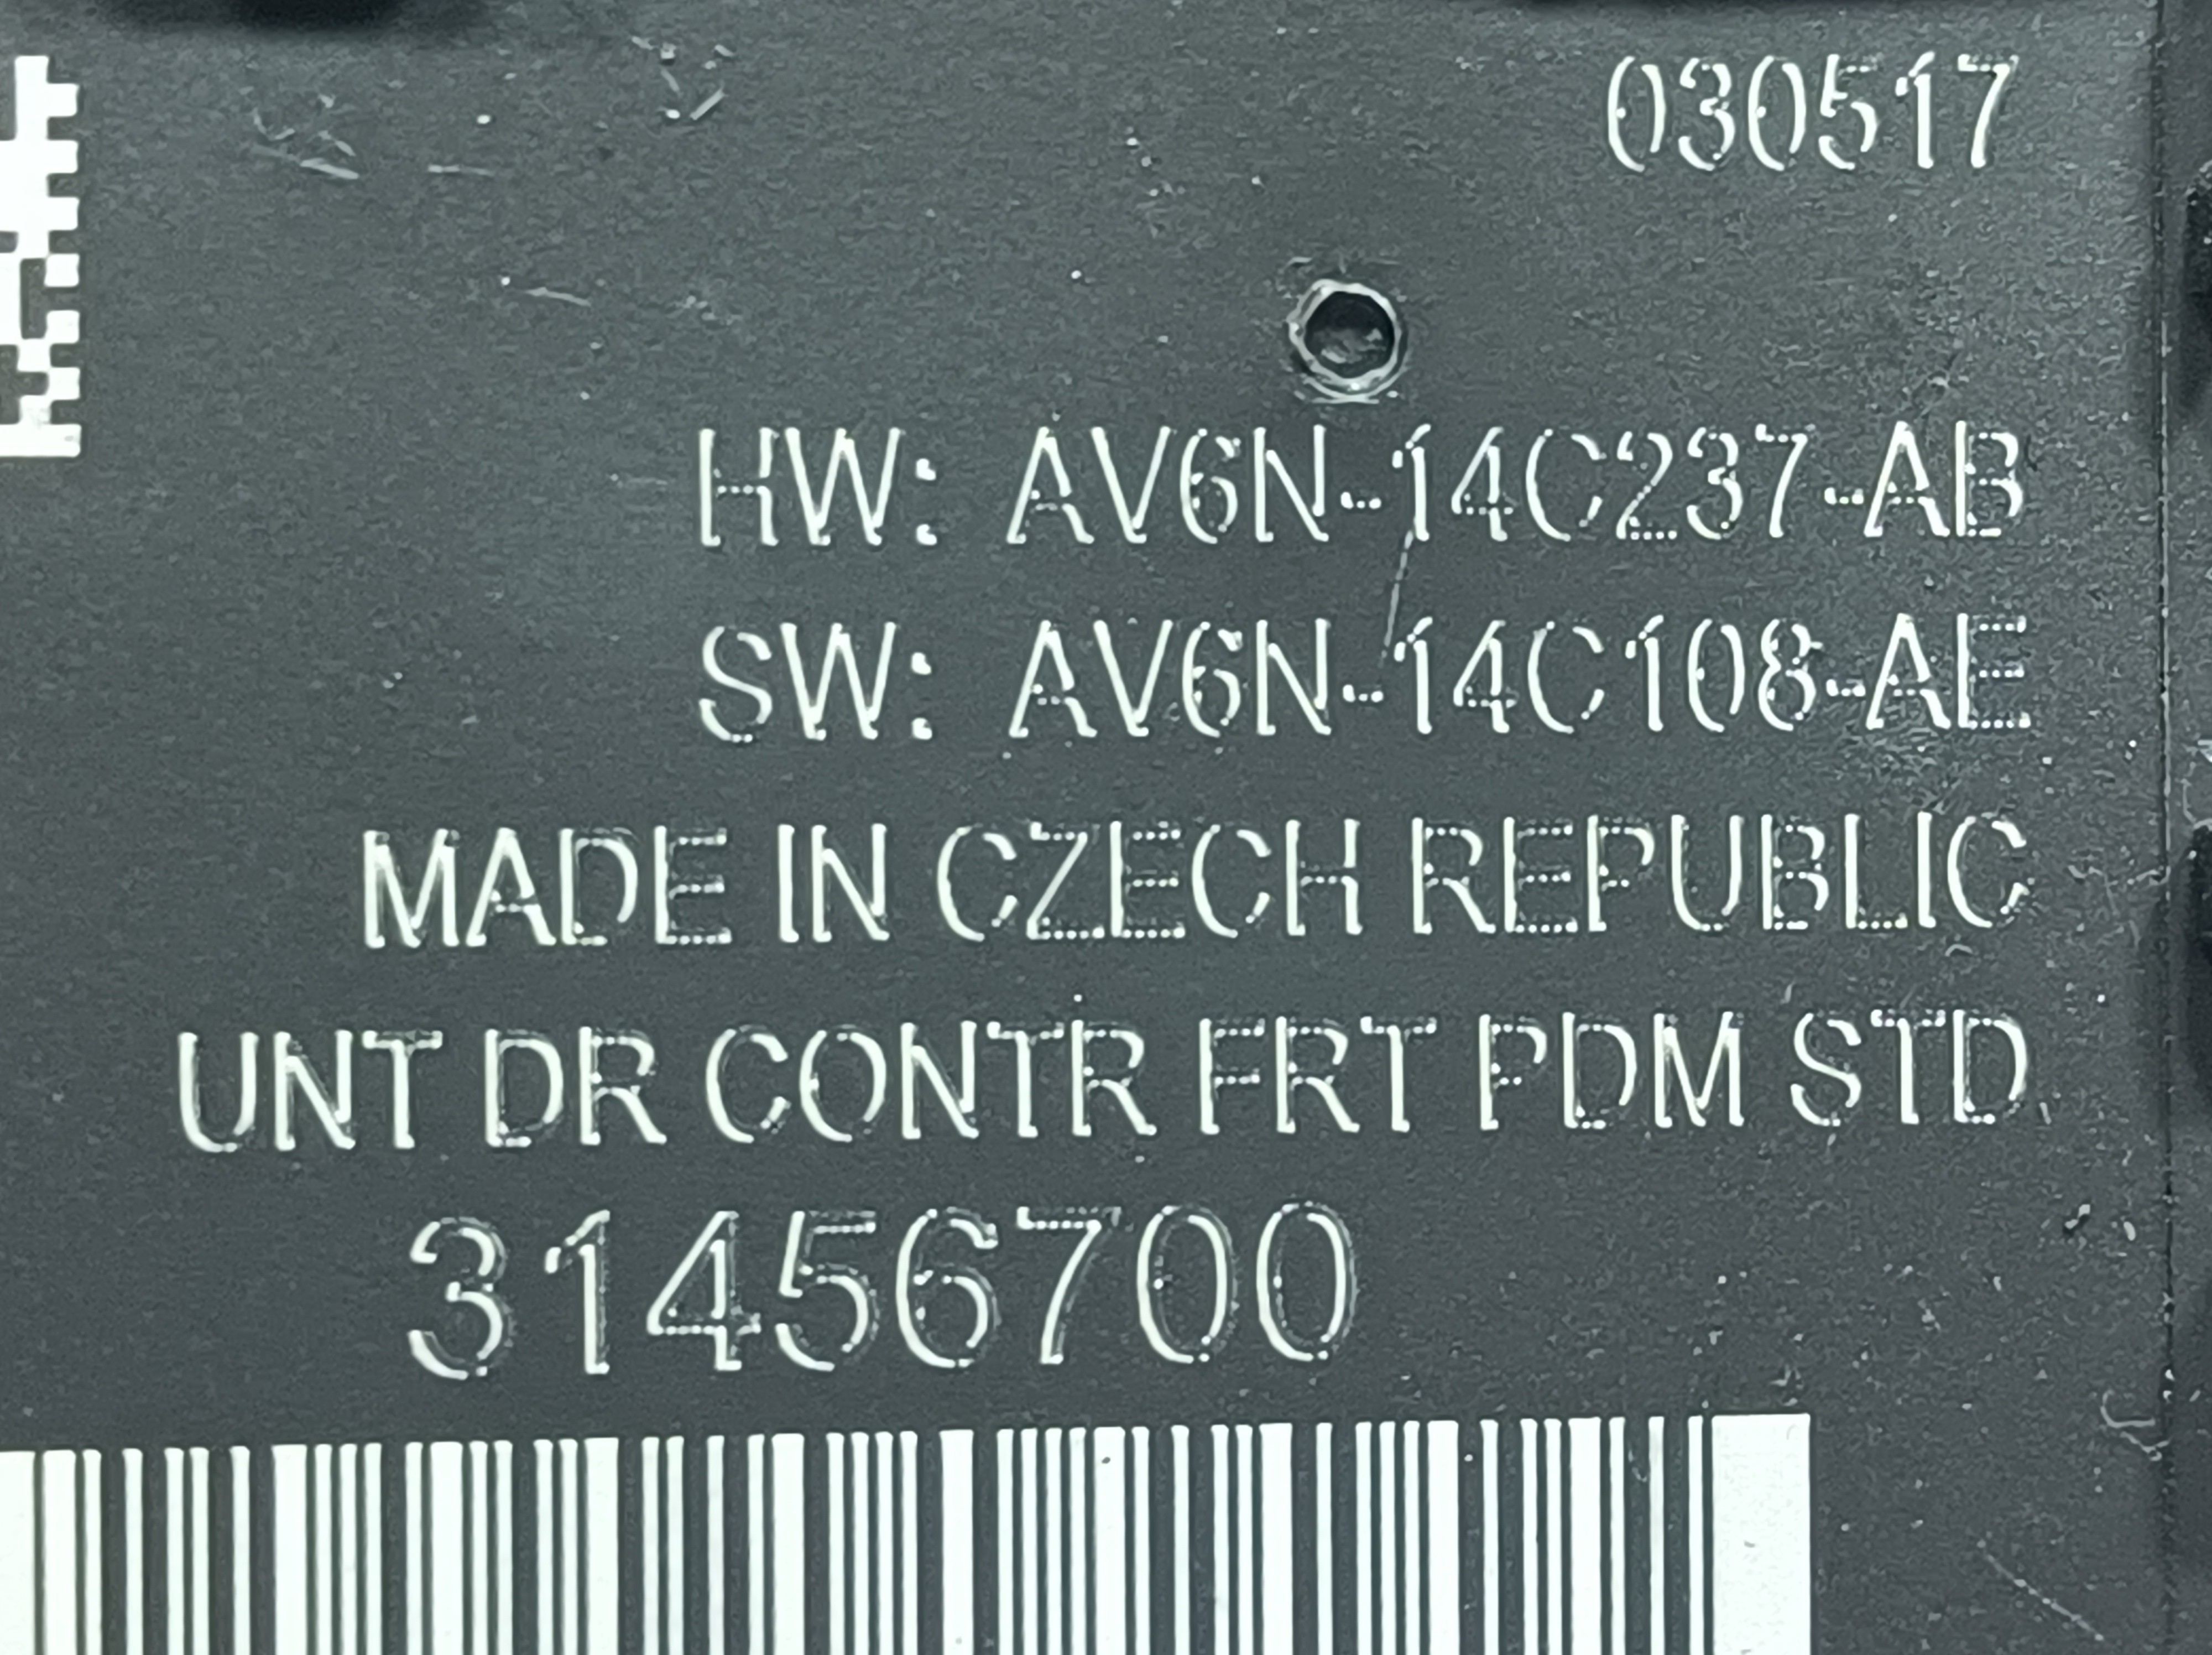 030517
HW: AV6N-14C237-AB
SW: AV6N-14C108-AE
MADE IN CZECH REPUBLIC
UNT DR CONTR FRT PDM STD
31456700